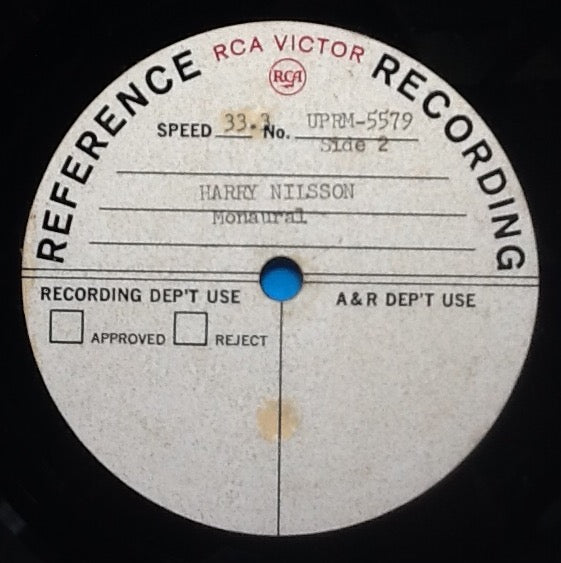 REFERENCE RECORDING
RCA VICTOR
RCA
SPEED 33.3 No. UPRM-5579
Side 2
HARRY NILSSON
Monaural
RECORDING DEP'T USE
A & R DEP'T USE
APPROVED REJECT